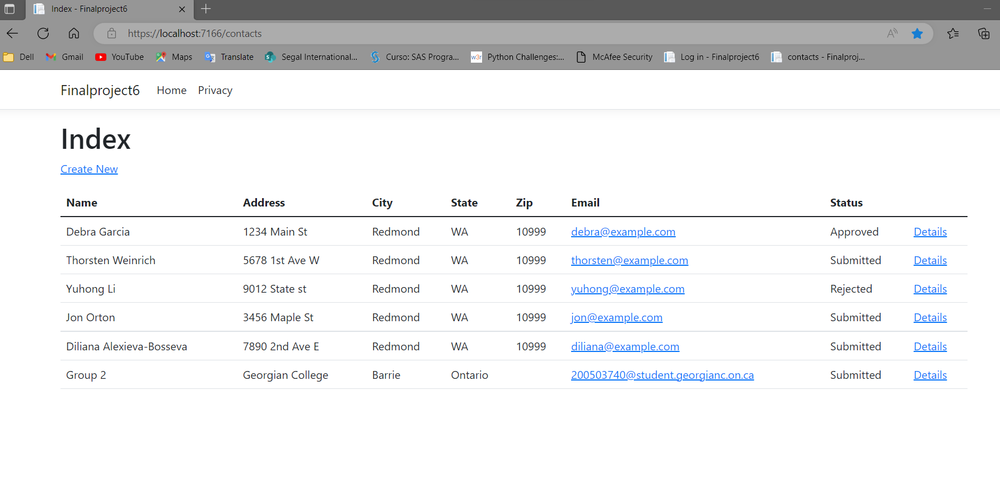 Index - Finalproject6
https://localhost:7166/contacts
Dell Gmail YouTube Maps Translate Segal International... Curso: SAS Progra... Python Challenges:... McAfee Security Log in - Finalproject6 contacts - Finalproj...
Finalproject6 Home Privacy
Index
Create New
Name Address City State Zip Email Status
Debra Garcia 1234 Main St Redmond WA 10999 debra@example.com Approved Details
Thorsten Weinrich 5678 1st Ave W Redmond WA 10999 thorsten@example.com Submitted Details
Yuhong Li 9012 State st Redmond WA 10999 yuhong@example.com Rejected Details
Jon Orton 3456 Maple St Redmond WA 10999 jon@example.com Submitted Details
Diliana Alexieva-Bosseva 7890 2nd Ave E Redmond WA 10999 diliana@example.com Submitted Details
Group 2 Georgian College Barrie Ontario 200503740@student.georgianc.on.ca Submitted Details